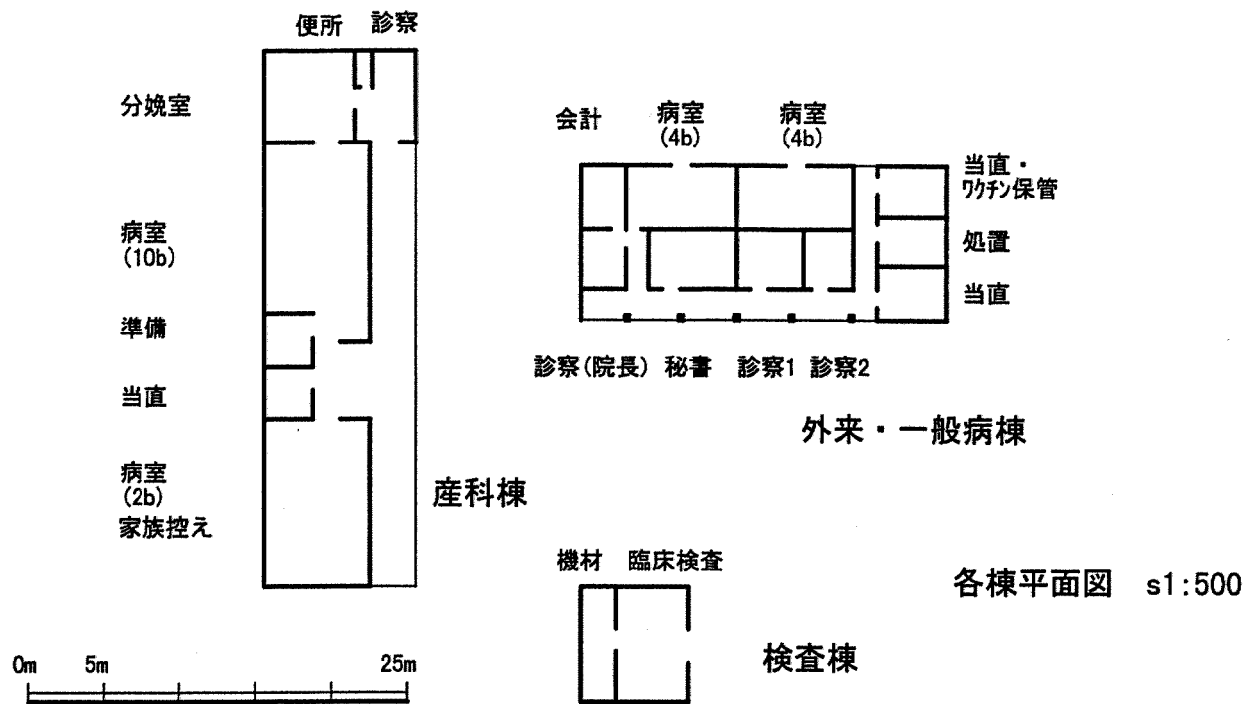 便所 診察
分娩室
病室
(10b)
準備
当直
病室
(2b)
家族控え
産科棟
会計
病室
(4b)
病室
(4b)
当直・
ワクチン保管
処置
当直
診察(院長) 秘書 診察1 診察2
外来・一般病棟
機材 臨床検査
検査棟
各棟平面図 s1:500
0m 5m 25m